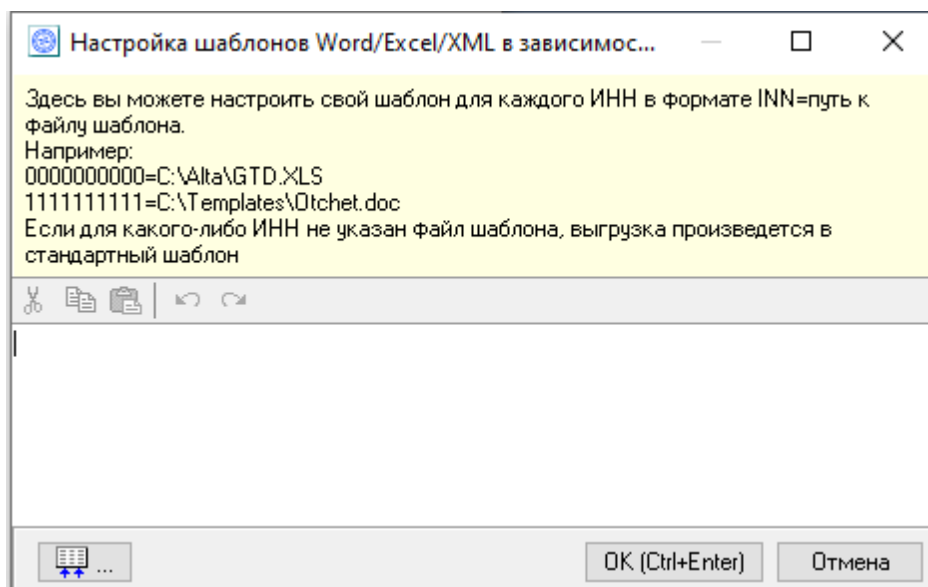 Настройка шаблонов Word/Excel/XML в зависимос...
Здесь вы можете настроить свой шаблон для каждого ИНН в формате INN=путь к
файлу шаблона.
Например:
0000000000=C:\Alta\GTD.XLS
1111111111=C:\Templates\Otchet.doc
Если для какого-либо ИНН не указан файл шаблона, выгрузка произведется в
стандартный шаблон
...
OK (Ctrl+Enter)
Отмена